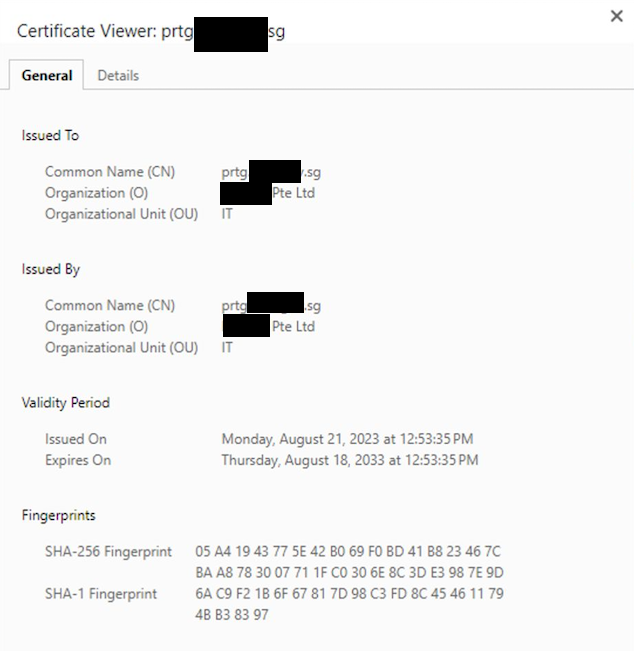 Certificate Viewer: prtg sg
General Details
Issued To
Common Name (CN) prtg .sg
Organization (O) Pte Ltd
Organizational Unit (OU) IT
Issued By
Common Name (CN) prtg .sg
Organization (O) Pte Ltd
Organizational Unit (OU) IT
Validity Period
Issued On Monday, August 21, 2023 at 12:53:35 PM
Expires On Thursday, August 18, 2033 at 12:53:35 PM
Fingerprints
SHA-256 Fingerprint 05 A4 19 43 77 5E 42 B0 69 F0 BD 41 B8 23 46 7C
BA A8 78 30 07 71 1F C0 30 6E 8C 3D E3 98 7E 9D
SHA-1 Fingerprint 6A C9 F2 1B 6F 67 81 7D 98 C3 FD 8C 45 46 11 79
4B B3 83 97